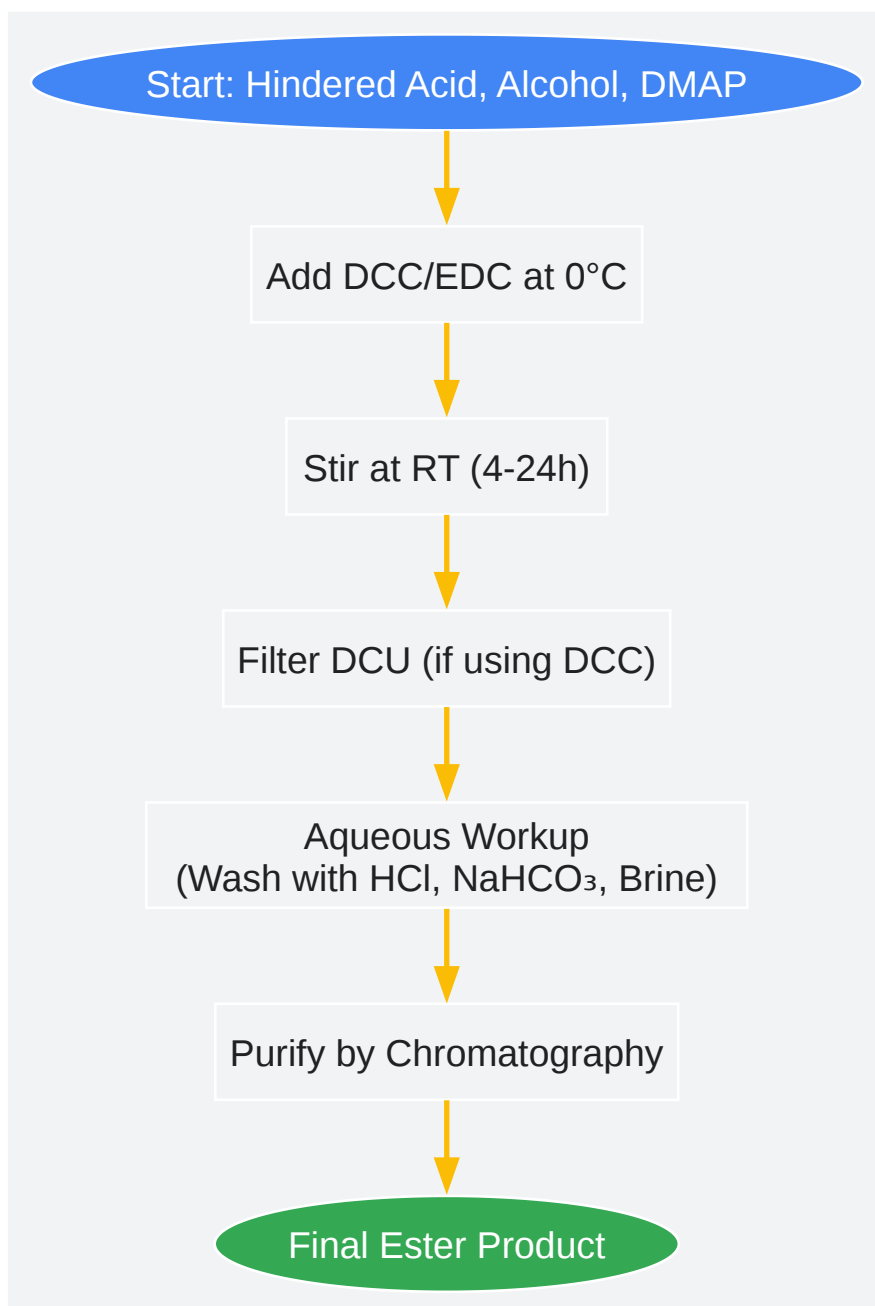 Start: Hindered Acid, Alcohol, DMAP
Add DCC/EDC at 0°C
Stir at RT (4-24h)
Filter DCU (if using DCC)
Aqueous Workup
(Wash with HCl, NaHCO₃, Brine)
Purify by Chromatography
Final Ester Product